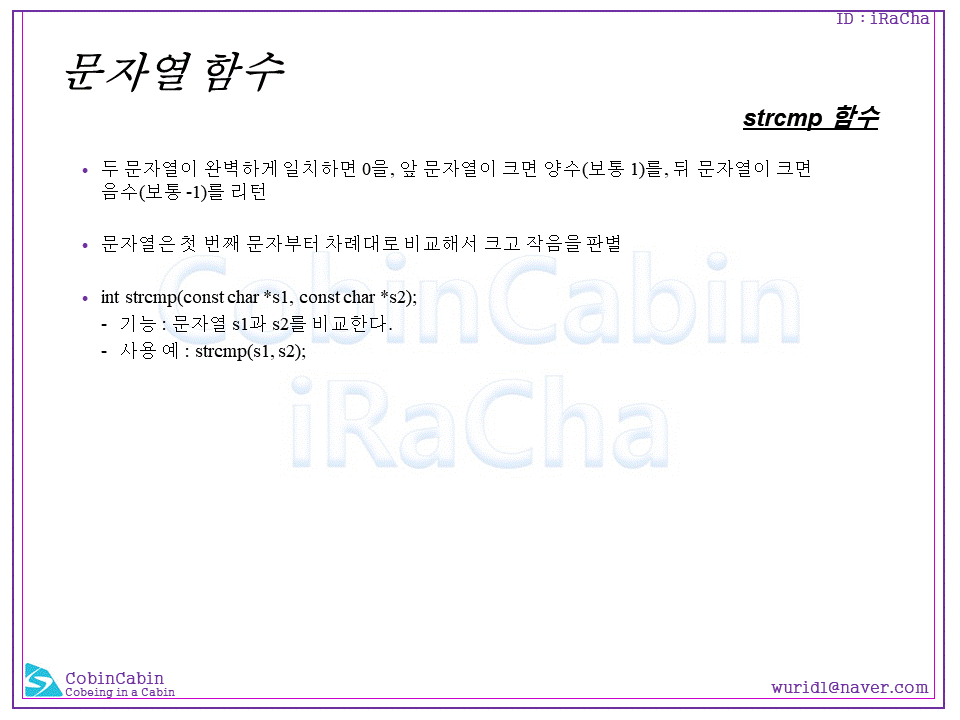 ID : iRaCha
문자열 함수
strcmp 함수
• 두 문자열이 완벽하게 일치하면 0을, 앞 문자열이 크면 양수(보통 1)를, 뒤 문자열이 크면
음수(보통 -1)를 리턴
• 문자열은 첫 번째 문자부터 차례대로 비교해서 크고 작음을 판별
• int strcmp(const char *s1, const char *s2);
- 기능 : 문자열 s1과 s2를 비교한다.
- 사용 예 : strcmp(s1, s2);
CobinCabin
iRaCha
CobinCabin
Cobeing in a Cabin
wurid1@naver.com